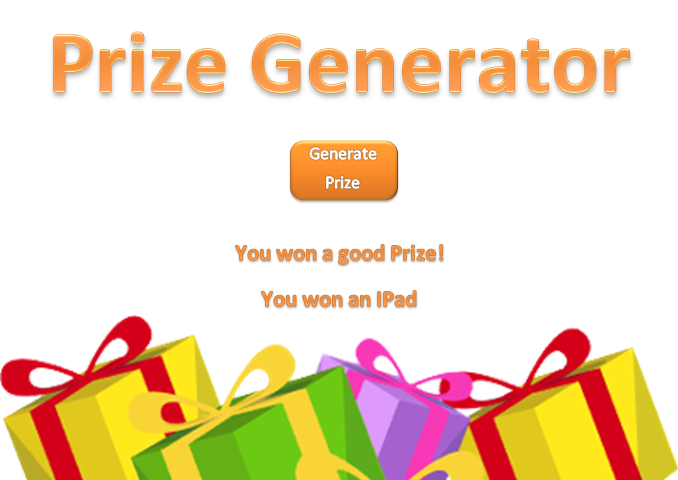 Prize Generator
Generate
Prize
You won a good Prize!
You won an IPad